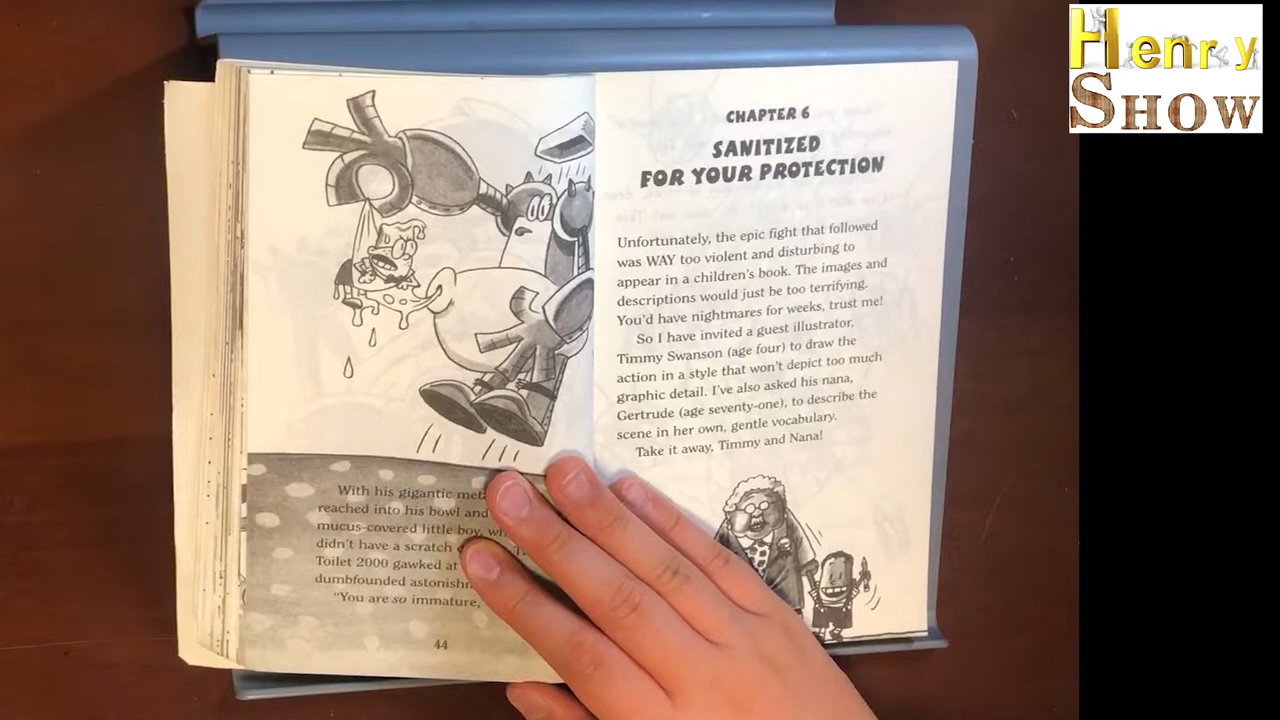 With his gigantic
reached into his bowl and
mucus-covered little boy,
didn't have a scratch
Toilet 2000 gawked at
dumbfounded
"You are so immature,
44
CHAPTER 6
SANITIZED
FOR YOUR PROTECTION
Unfortunately, the epic fight that followed
was WAY too violent and disturbing to
appear in a children's book. The images and
descriptions would just be too terrifying.
You'd have nightmares for weeks, trust me!
So I have invited a guest illustrator,
Timmy Swanson (age four) to draw the
action in a style that won't depict too much
graphic detail. I've also asked his nana,
Gertrude (age seventy-one), to describe the
scene in her own, gentle vocabulary.
Take it away, Timmy and Nana!
Henry
SHOW